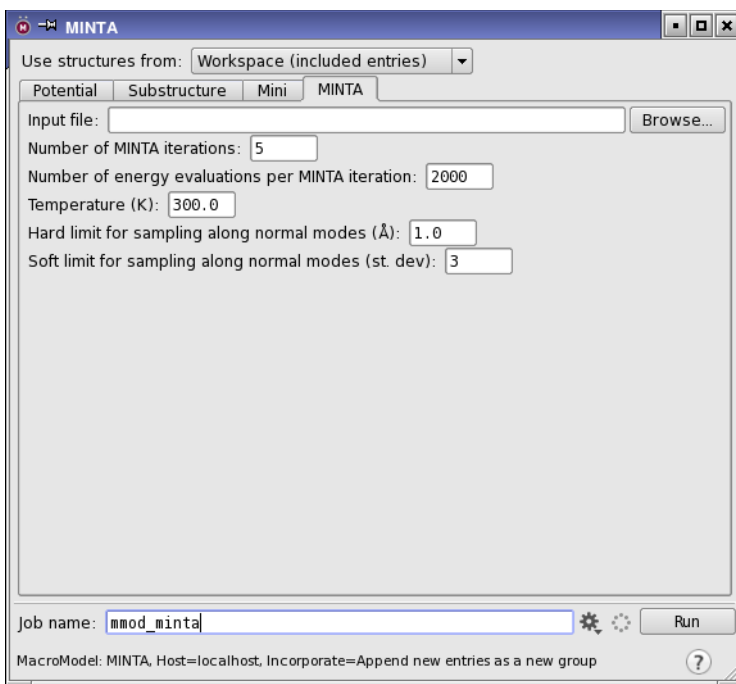 MINTA
Use structures from: Workspace (included entries)
Potential Substructure Mini MINTA
Input file: Browse...
Number of MINTA iterations: 5
Number of energy evaluations per MINTA iteration: 2000
Temperature (K): 300.0
Hard limit for sampling along normal modes (Å): 1.0
Soft limit for sampling along normal modes (st. dev): 3
Job name: mmod_minta Run
MacroModel: MINTA, Host=localhost, Incorporate=Append new entries as a new group ?